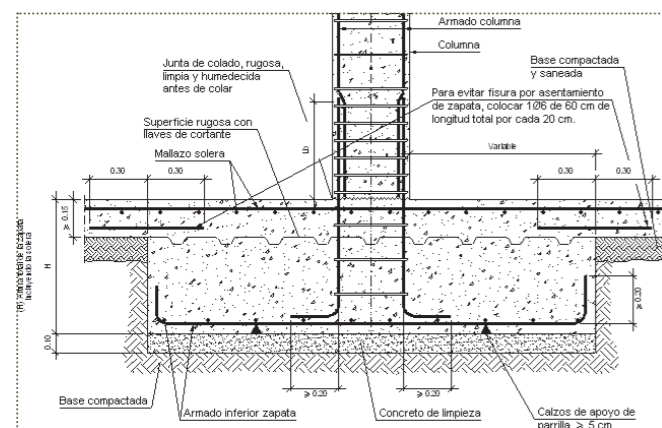 Armado columna
Columna
Junta de colado, rugosa,
limpia y humedecida
antes de colar
Base compactada
y saneada
Para evitar fisura por asentamiento
de zapata, colocar 1Ø6 de 60 cm de
longitud total por cada 20 cm.
Superficie rugosa con
llaves de cortante
Mallazo solera
Lb
Variable
0.30
0.30
0.30
0.30
≥ 0.15
H
incluyendo la solera
≥ 0.20
0.10
≥ 0.20
≥ 0.20
Base compactada
Armado inferior zapata
Concreto de limpieza
Calzos de apoyo de
parrilla ≥ 5 cm